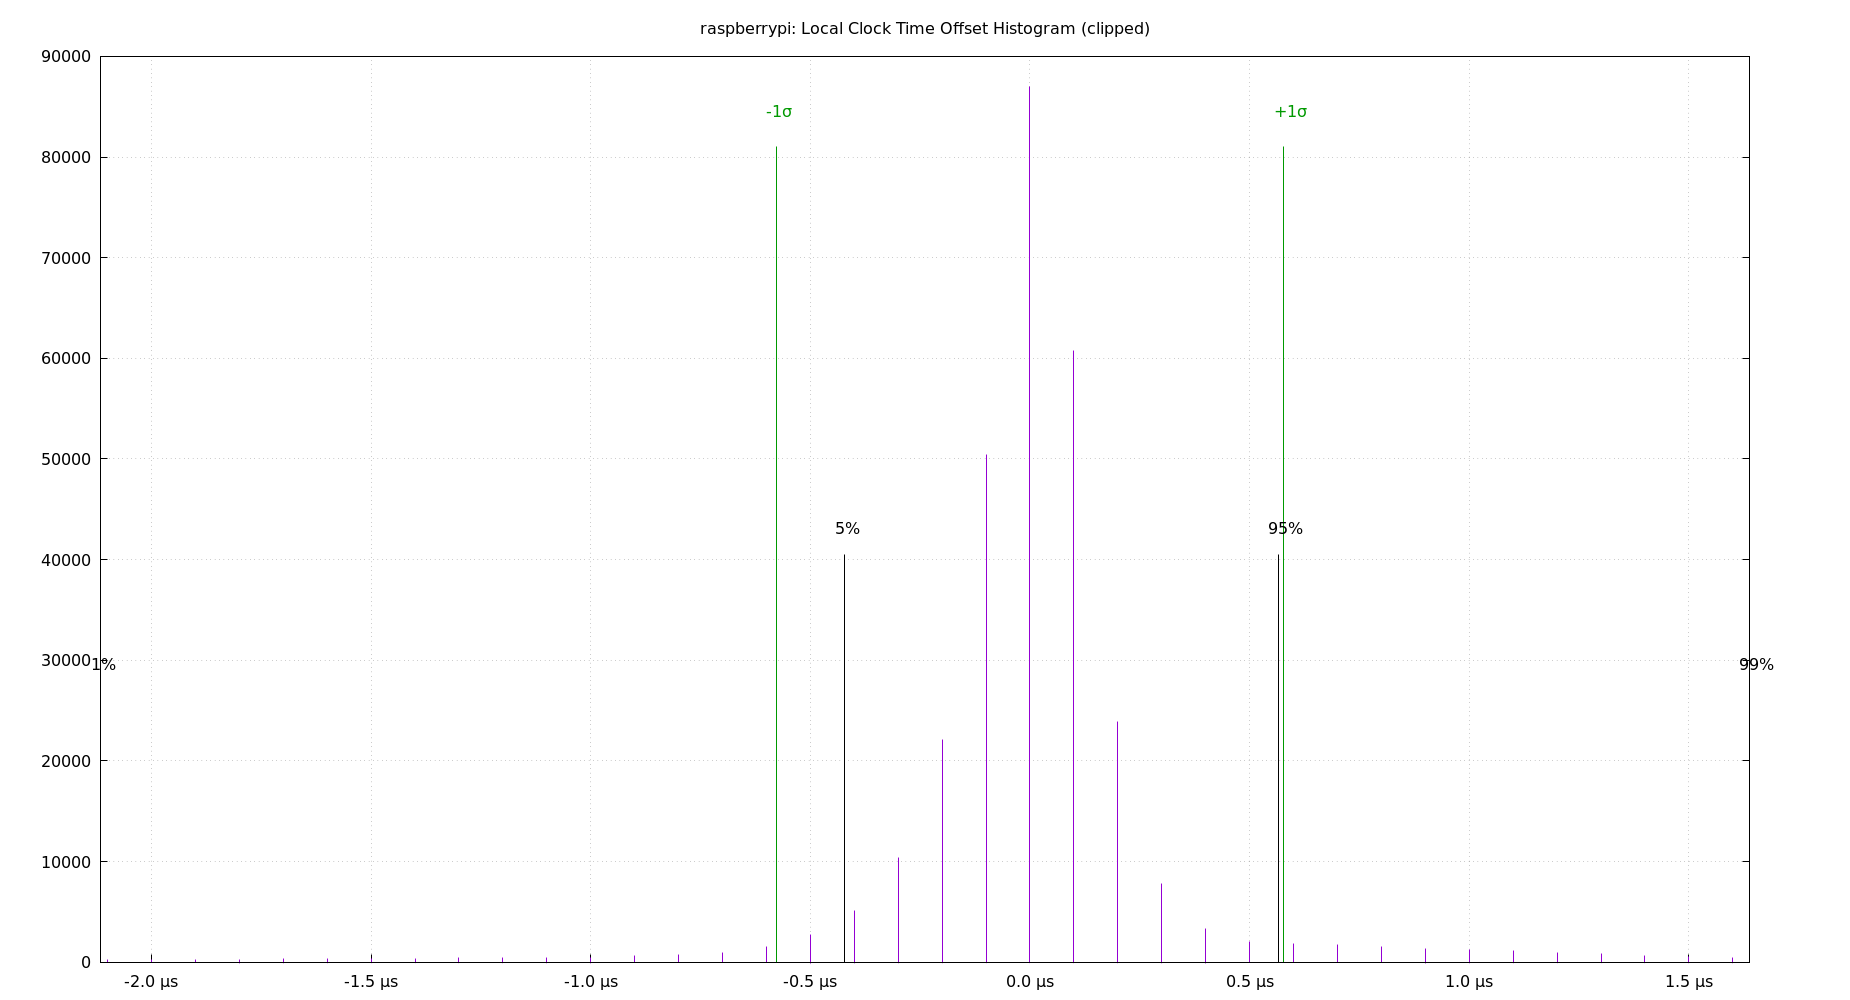 raspberrypi: Local Clock Time Offset Histogram (clipped)
90000
-1σ
+1σ
80000
70000
60000
50000
5%
95%
40000
30000
1%
99%
20000
10000
0
-2.0 µs
-1.5 µs
-1.0 µs
-0.5 µs
0.0 µs
0.5 µs
1.0 µs
1.5 µs